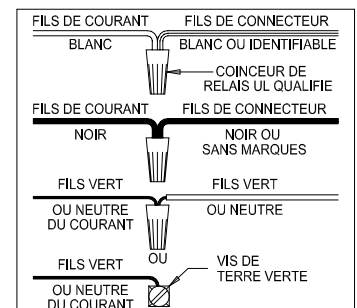 FILS DE COURANT FILS DE CONNECTEUR
BLANC BLANC OU IDENTIFIABLE
COINCEUR DE
RELAIS UL QUALIFIE
FILS DE COURANT FILS DE CONNECTEUR
NOIR NOIR OU
SANS MARQUES
FILS VERT FILS VERT
OU NEUTRE OU NEUTRE
DU COURANT
OU
FILS VERT VIS DE
TERRE VERTE
OU NEUTRE
DU COURANT